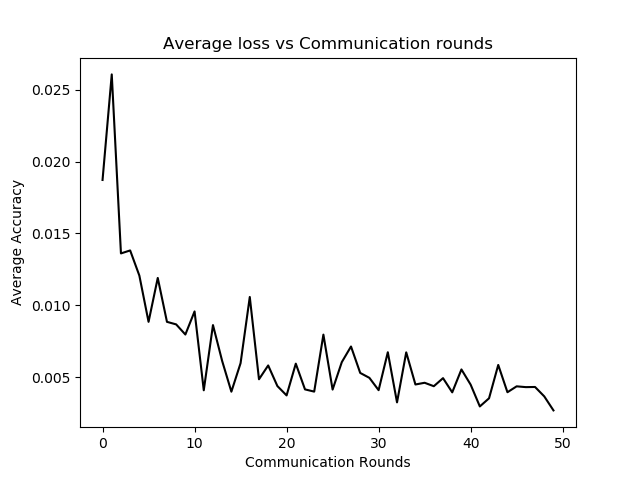 Average loss vs Communication rounds
0.025
0.020
0.015
0.010
0.005
Average Accuracy
0 10 20 30 40 50
Communication Rounds